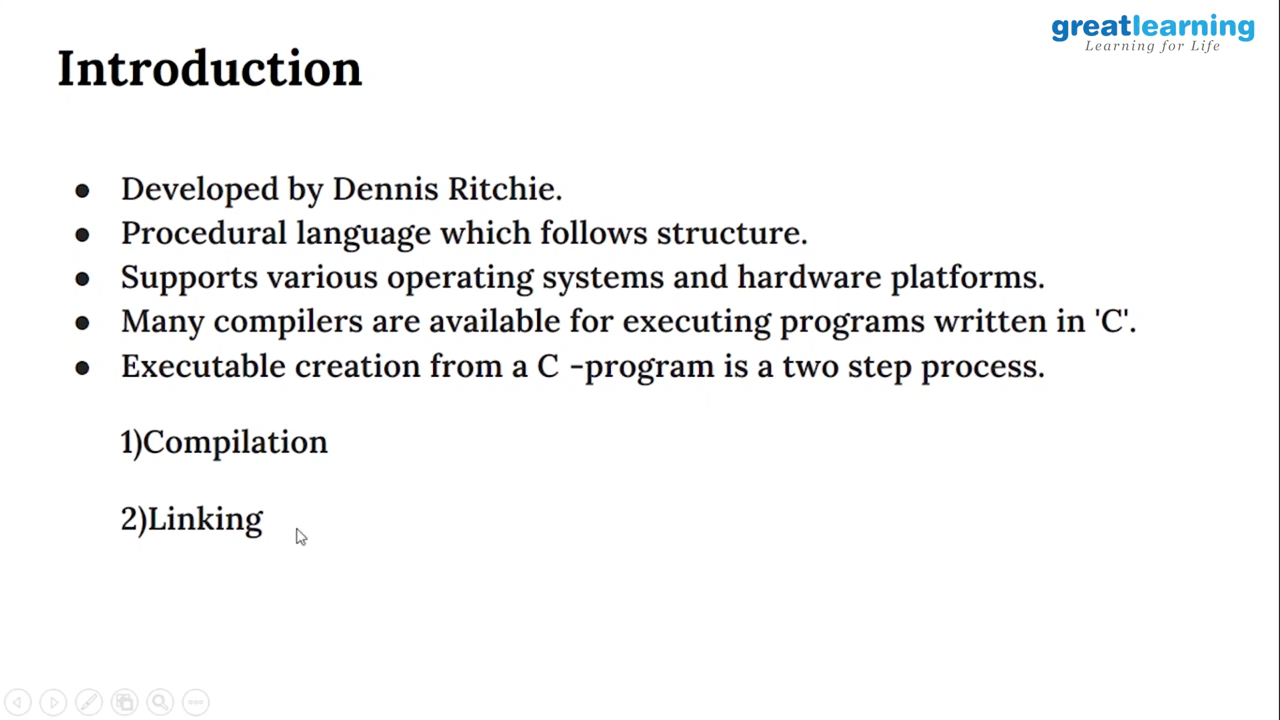 greatlearning
Learning for Life
Introduction
● Developed by Dennis Ritchie.
● Procedural language which follows structure.
● Supports various operating systems and hardware platforms.
● Many compilers are available for executing programs written in 'C'.
● Executable creation from a C -program is a two step process.
1)Compilation
2)Linking